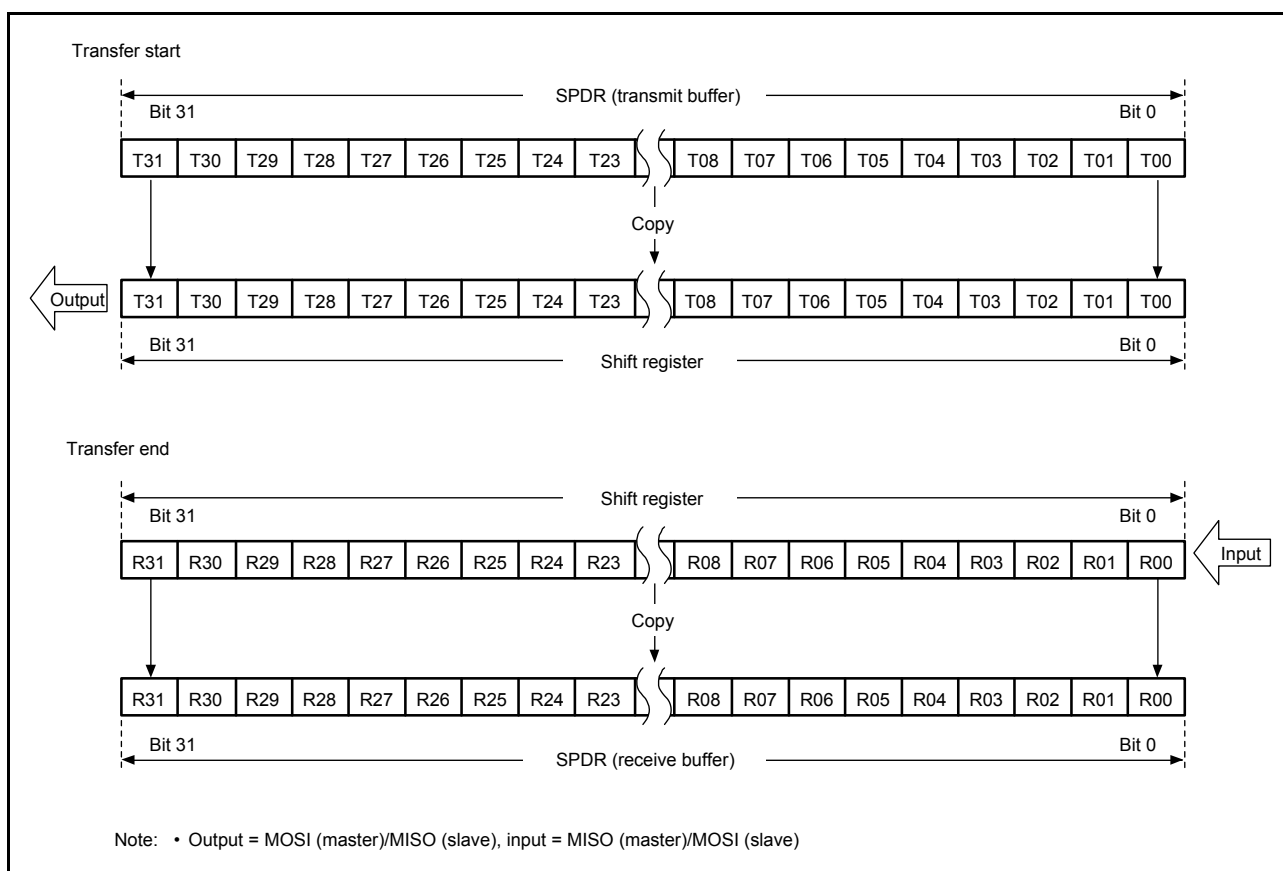 Transfer start
SPDR (transmit buffer)
Bit 31 Bit 0
T31 T30 T29 T28 T27 T26 T25 T24 T23 T08 T07 T06 T05 T04 T03 T02 T01 T00
Copy
Output T31 T30 T29 T28 T27 T26 T25 T24 T23 T08 T07 T06 T05 T04 T03 T02 T01 T00
Bit 31 Bit 0
Shift register
Transfer end
Shift register
Bit 31 Bit 0
R31 R30 R29 R28 R27 R26 R25 R24 R23 R08 R07 R06 R05 R04 R03 R02 R01 R00 Input
Copy
R31 R30 R29 R28 R27 R26 R25 R24 R23 R08 R07 R06 R05 R04 R03 R02 R01 R00
Bit 31 Bit 0
SPDR (receive buffer)
Note: • Output = MOSI (master)/MISO (slave), input = MISO (master)/MOSI (slave)